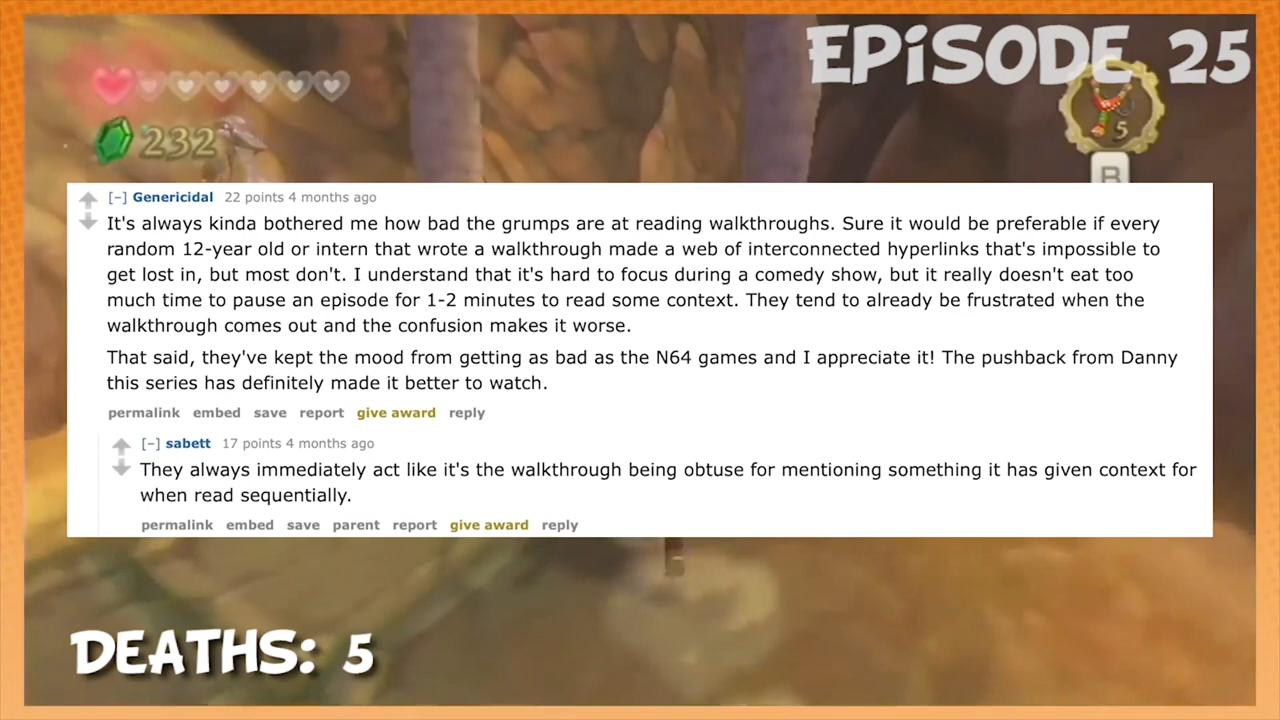 EPiSODE 25
232
5
B
[–] Genericidal 22 points 4 months ago
It's always kinda bothered me how bad the grumps are at reading walkthroughs. Sure it would be preferable if every
random 12-year old or intern that wrote a walkthrough made a web of interconnected hyperlinks that's impossible to
get lost in, but most don't. I understand that it's hard to focus during a comedy show, but it really doesn't eat too
much time to pause an episode for 1-2 minutes to read some context. They tend to already be frustrated when the
walkthrough comes out and the confusion makes it worse.
That said, they've kept the mood from getting as bad as the N64 games and I appreciate it! The pushback from Danny
this series has definitely made it better to watch.
permalink embed save report give award reply
[–] sabett 17 points 4 months ago
They always immediately act like it's the walkthrough being obtuse for mentioning something it has given context for
when read sequentially.
permalink embed save parent report give award reply
DEATHS: 5